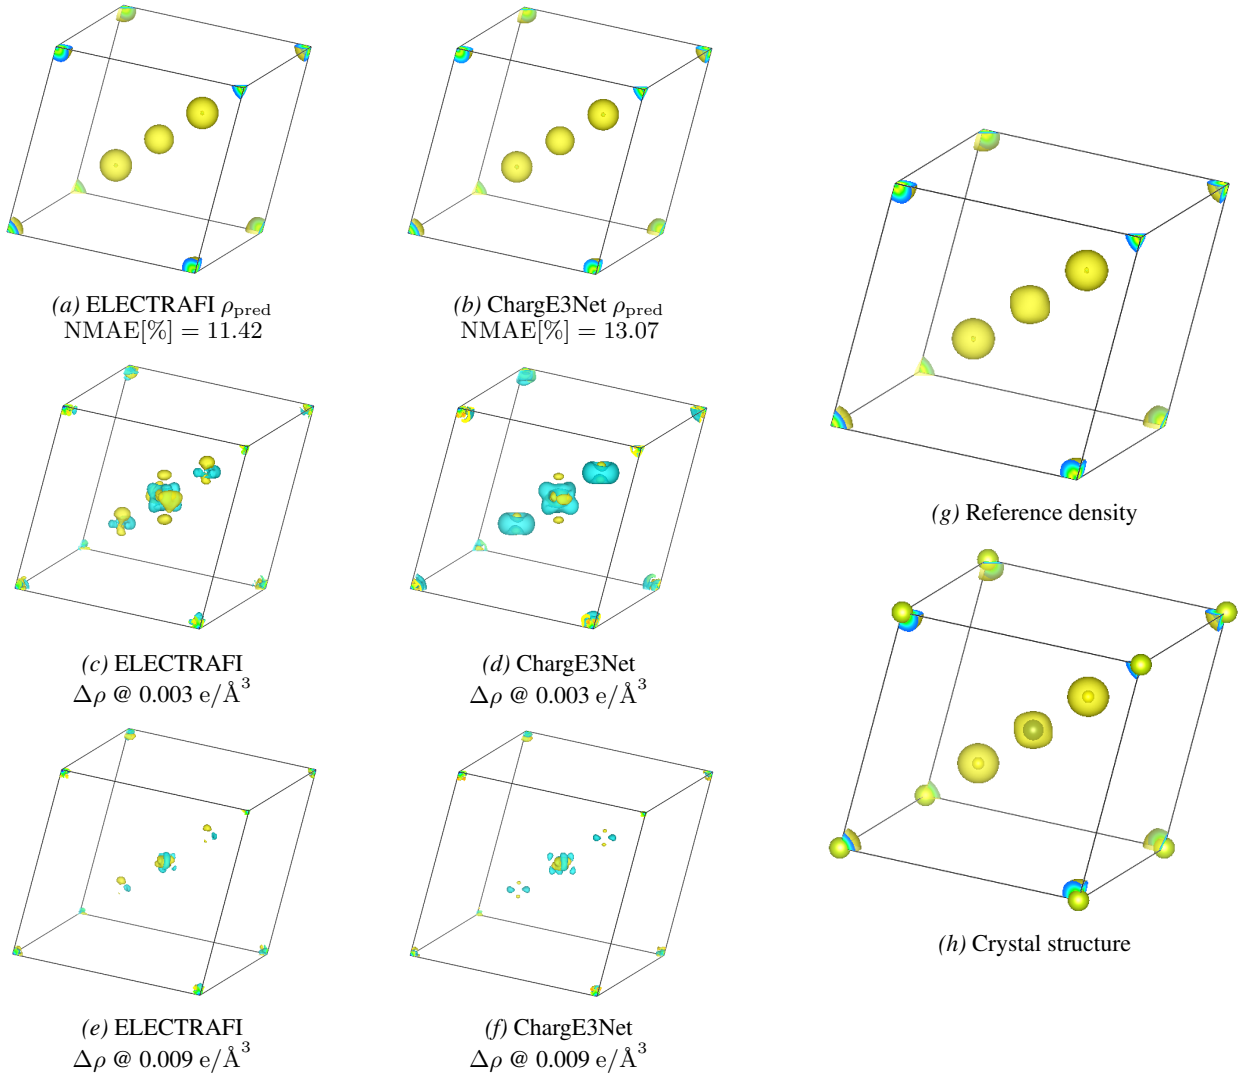 (a) ELECTRAFI ρpred
NMAE[%] = 11.42
(b) ChargE3Net ρpred
NMAE[%] = 13.07
(c) ELECTRAFI
Δρ @ 0.003 e/Å³
(d) ChargE3Net
Δρ @ 0.003 e/Å³
(e) ELECTRAFI
Δρ @ 0.009 e/Å³
(f) ChargE3Net
Δρ @ 0.009 e/Å³
(g) Reference density
(h) Crystal structure